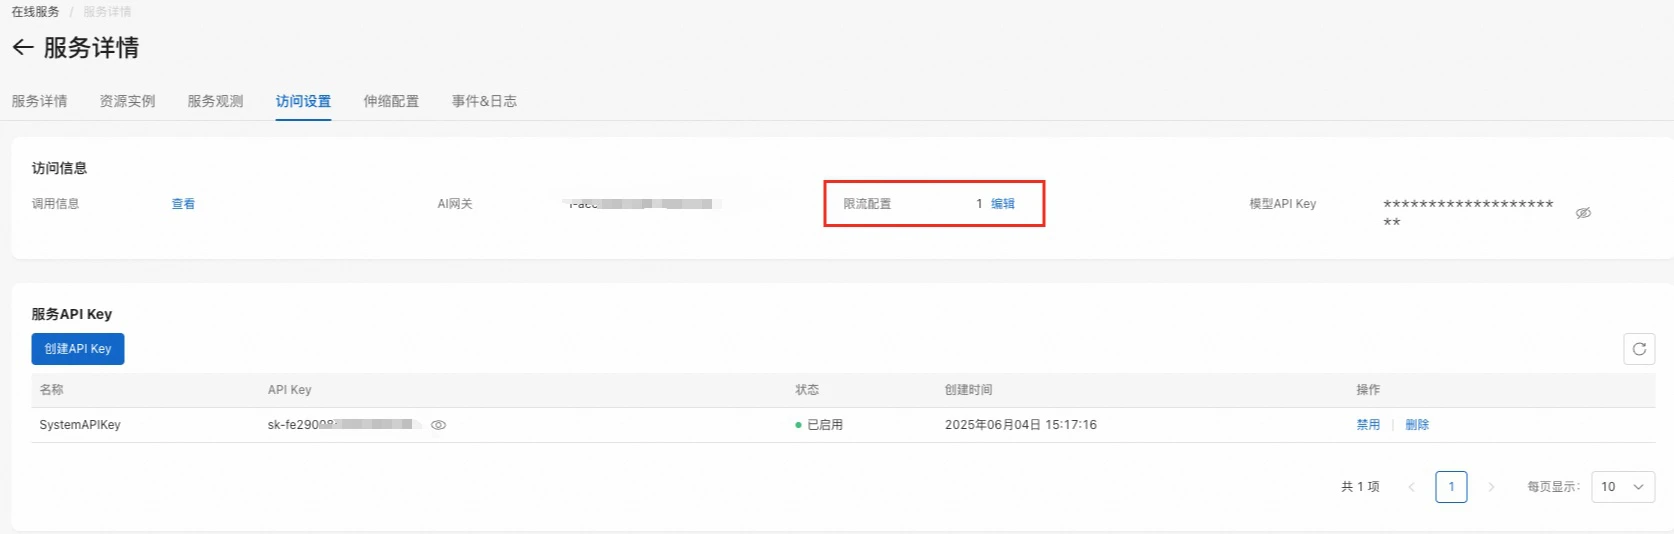 在线服务 / 服务详情
← 服务详情
服务详情 资源实例 服务观测 访问设置 伸缩配置 事件&日志
访问信息
调用信息 查看 AI网关 限流配置 1 编辑 模型API Key *******************
**
服务API Key
创建API Key
名称 API Key 状态 创建时间 操作
SystemAPIKey sk-fe2900 已启用 2025年06月04日 15:17:16 禁用 | 删除
共 1 项 < 1 > 每页显示: 10